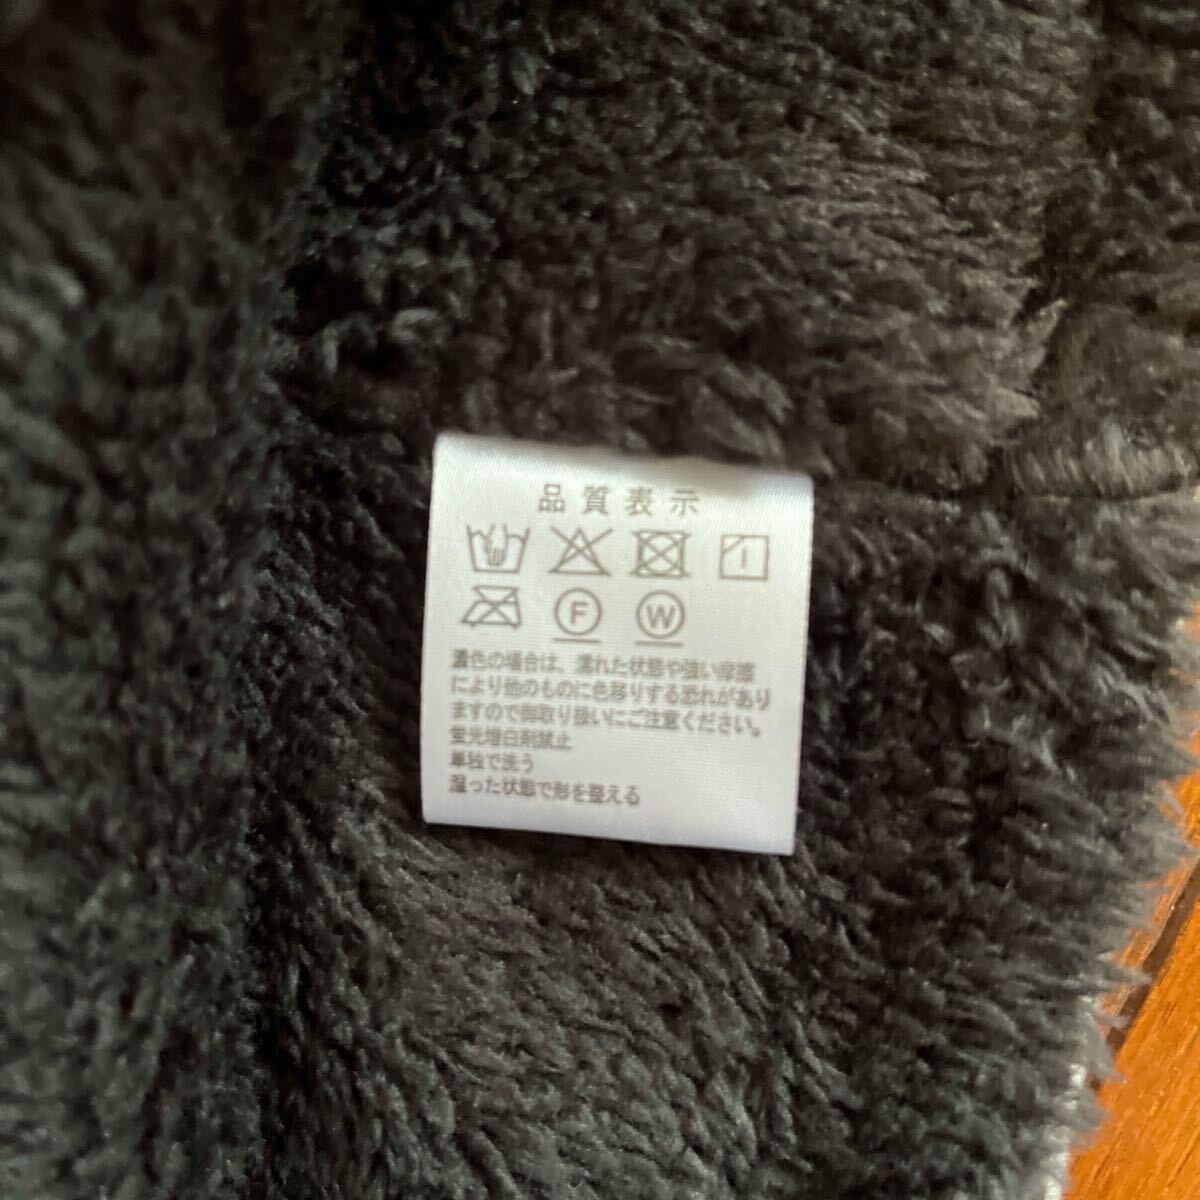 品質表示
F W
濃色の場合は、濡れた状態や強い摩擦
により他のものに色移りする恐れがあり
ますので御取り扱いにご注意ください。
蛍光増白剤禁止
単独で洗う
湿った状態で形を整える